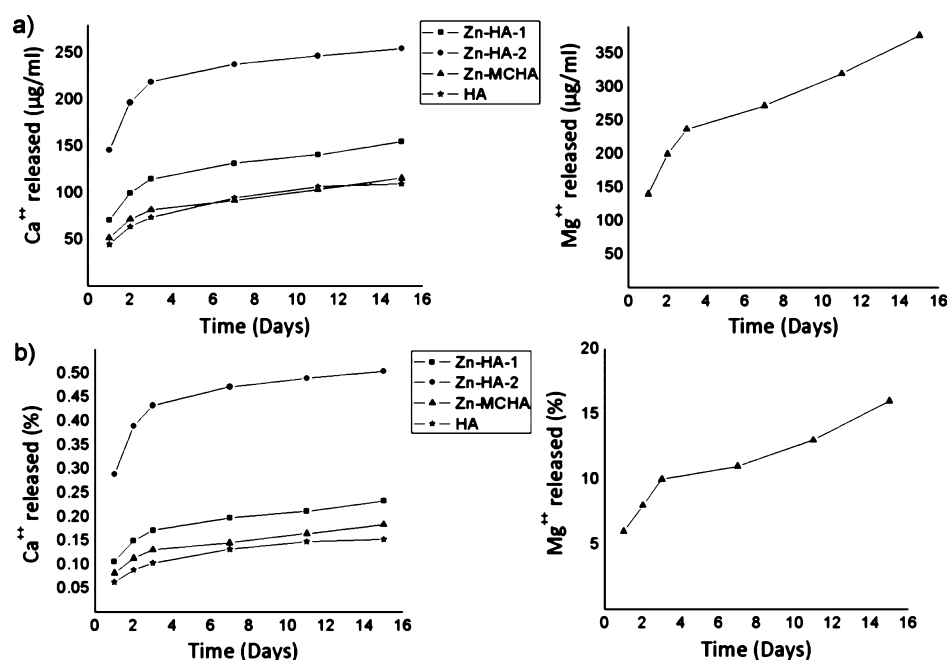 a)
Ca⁺⁺ released (µg/ml)
250
200
150
100
50
0 2 4 6 8 10 12 14 16
Time (Days)
Zn-HA-1
Zn-HA-2
Zn-MCHA
HA
Mg⁺⁺ released (µg/ml)
350
300
250
200
150
100
50
0 2 4 6 8 10 12 14 16
Time (Days)
b)
Ca⁺⁺ released (%)
0.50
0.45
0.40
0.35
0.30
0.25
0.20
0.15
0.10
0.05
0 2 4 6 8 10 12 14 16
Time (Days)
Zn-HA-1
Zn-HA-2
Zn-MCHA
HA
Mg⁺⁺ released (%)
20
15
10
5
0 2 4 6 8 10 12 14 16
Time (Days)